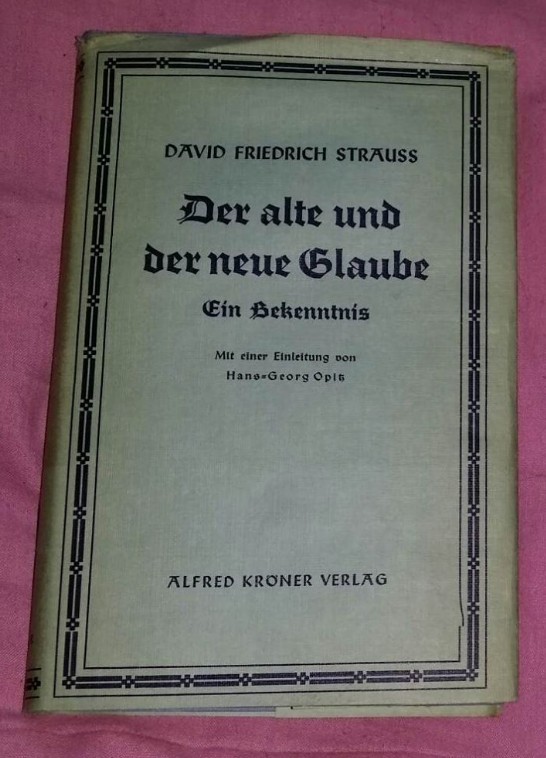 DAVID FRIEDRICH STRAUSS
Der alte und
der neue Glaube
Ein Bekenntnis
Mit einer Einleitung von
Hans=Georg Opitz
ALFRED KRÖNER VERLAG